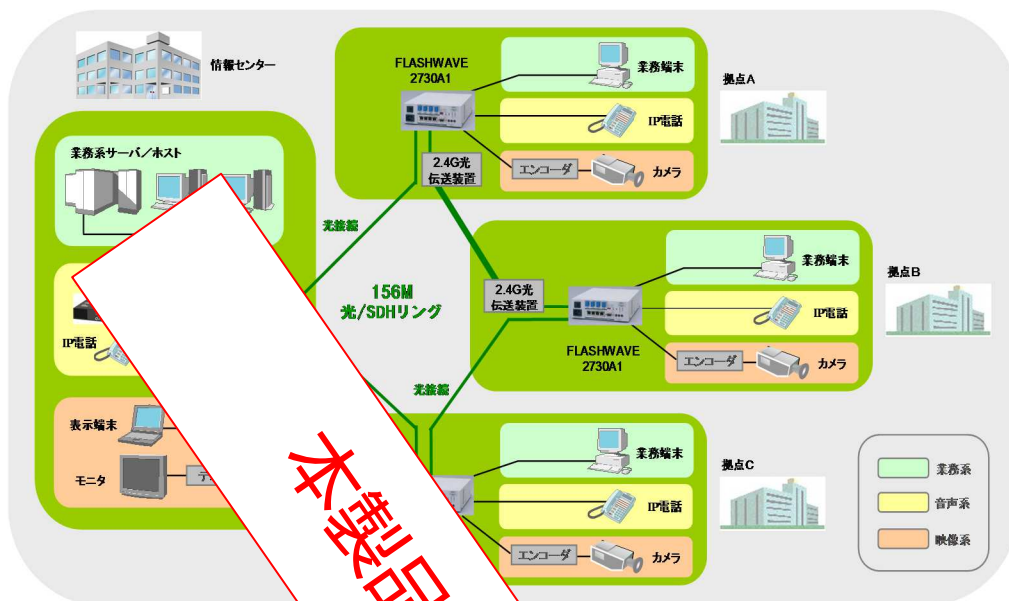 情報センター
業務系サーバ/ホスト
IP電話
表示端末
モニタ
FLASHWAVE
2730A1
業務端末
IP電話
エンコーダ
カメラ
拠点A
2.4G光
伝送装置
光接続
156M
光/SDHリング
2.4G光
伝送装置
FLASHWAVE
2730A1
業務端末
IP電話
エンコーダ
カメラ
拠点B
光接続
業務端末
IP電話
エンコーダ
カメラ
拠点C
業務系
音声系
映像系
本製品